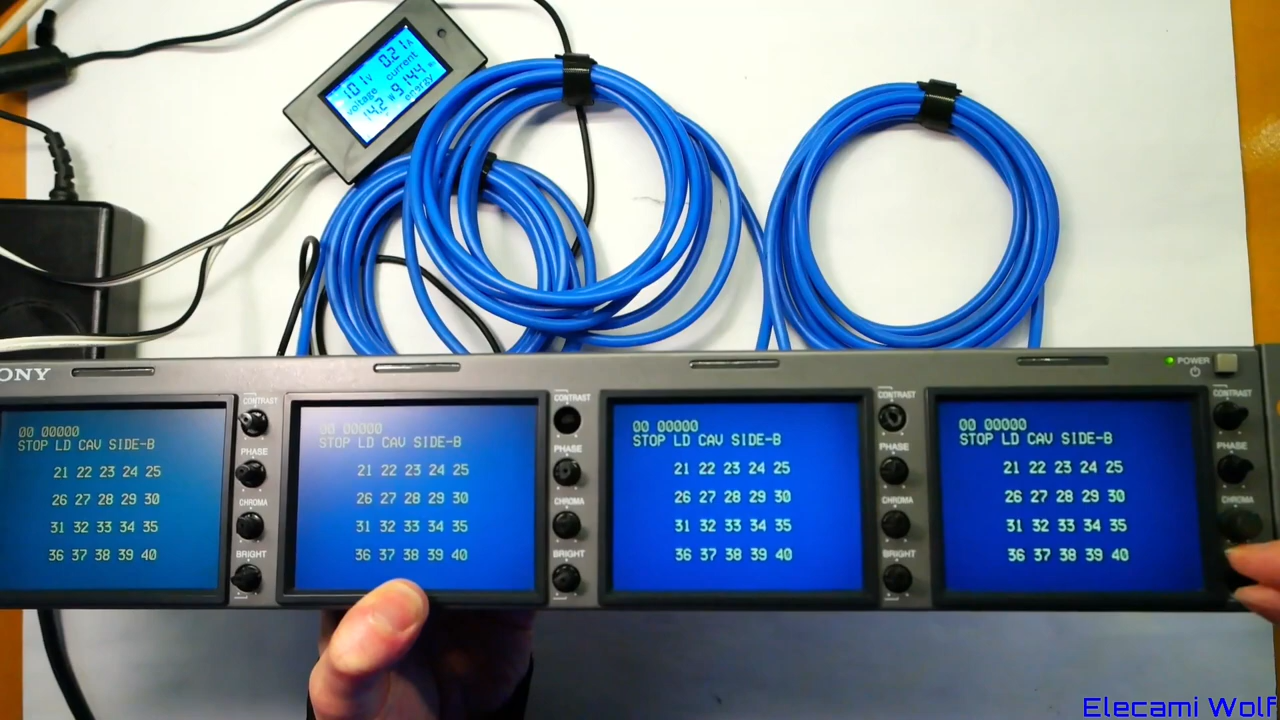 101V 0.21A
voltage current
14.2W 9144Wh
energy
ONY
POWER
CONTRAST
PHASE
CHROMA
BRIGHT
CONTRAST
PHASE
CHROMA
BRIGHT
CONTRAST
PHASE
CHROMA
BRIGHT
CONTRAST
PHASE
CHROMA
00 00000
STOP LD CAV SIDE-B
21 22 23 24 25
26 27 28 29 30
31 32 33 34 35
36 37 38 39 40
00 00000
STOP LD CAV SIDE-B
21 22 23 24 25
26 27 28 29 30
31 32 33 34 35
36 37 38 39 40
00 00000
STOP LD CAV SIDE-B
21 22 23 24 25
26 27 28 29 30
31 32 33 34 35
36 37 38 39 40
00 00000
STOP LD CAV SIDE-B
21 22 23 24 25
26 27 28 29 30
31 32 33 34 35
36 37 38 39 40
Elecami Wolf